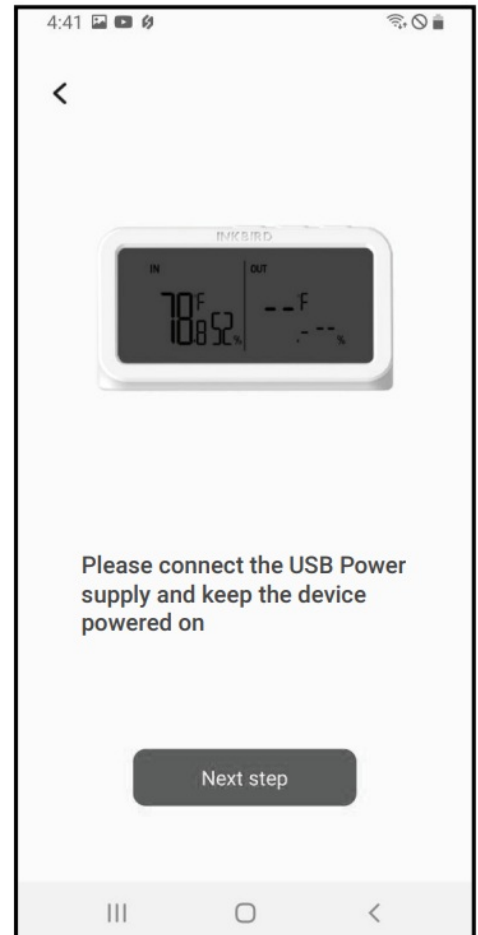 4:41
INKBIRD
IN OUT
78.8 °F 52 % -- °F .- -- %
Please connect the USB Power
supply and keep the device
powered on
Next step